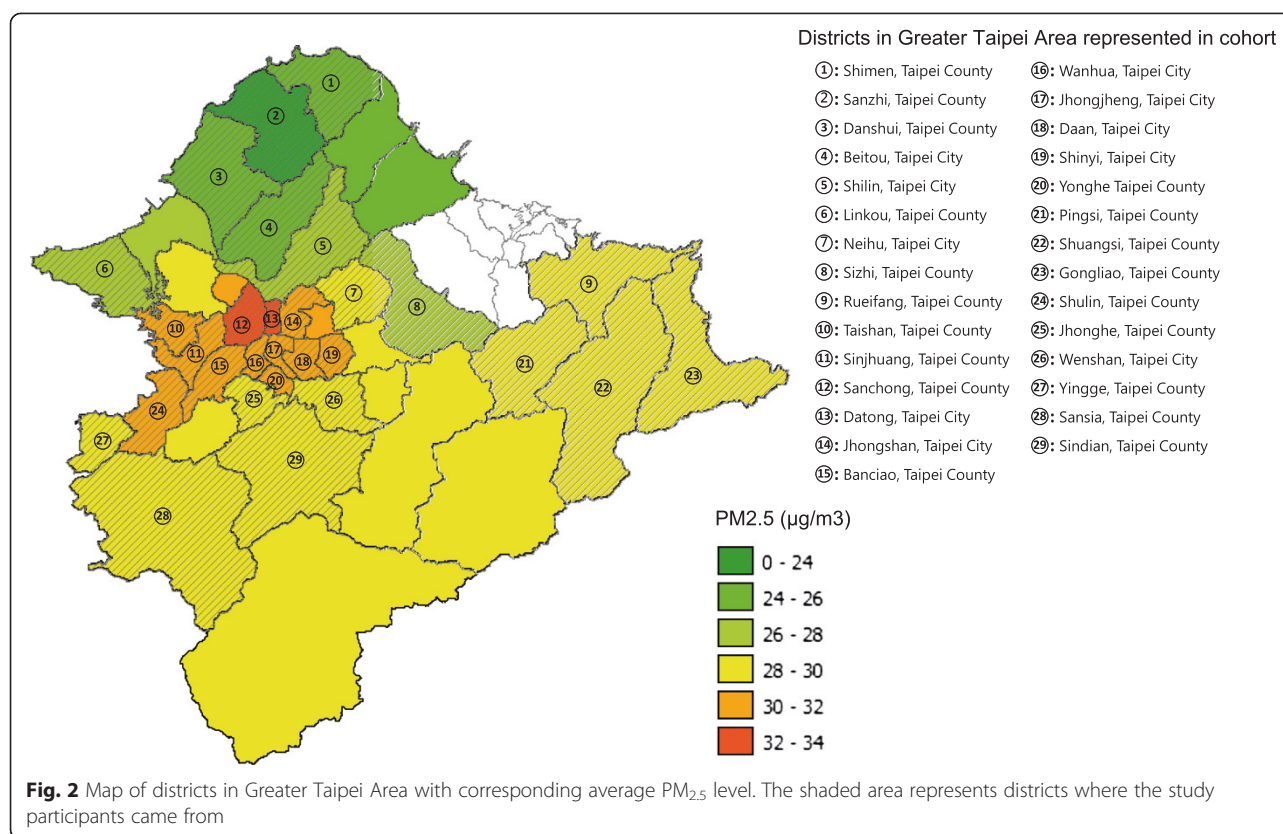 Districts in Greater Taipei Area represented in cohort
①: Shimen, Taipei County
②: Sanzhi, Taipei County
③: Danshui, Taipei County
④: Beitou, Taipei City
⑤: Shilin, Taipei City
⑥: Linkou, Taipei County
⑦: Neihu, Taipei City
⑧: Sizhi, Taipei County
⑨: Rueifang, Taipei County
⑩: Taishan, Taipei County
⑪: Sinjhuang, Taipei County
⑫: Sanchong, Taipei County
⑬: Datong, Taipei City
⑭: Jhongshan, Taipei City
⑮: Banciao, Taipei County
⑯: Wanhua, Taipei City
⑰: Jhongjheng, Taipei City
⑱: Daan, Taipei City
⑲: Shinyi, Taipei City
⑳: Yonghe Taipei County
㉑: Pingsi, Taipei County
㉒: Shuangsi, Taipei County
㉓: Gongliao, Taipei County
㉔: Shulin, Taipei County
㉕: Jhonghe, Taipei County
㉖: Wenshan, Taipei City
㉗: Yingge, Taipei County
㉘: Sansia, Taipei County
㉙: Sindian, Taipei County
①
②
③
④
⑤
⑥
⑦
⑧
⑨
⑩
⑪
⑫
⑬
⑭
⑮
⑯
⑰
⑱
⑲
⑳
㉑
㉒
㉓
㉔
㉕
㉖
㉗
㉘
㉙
PM2.5 (µg/m3)
0 - 24
24 - 26
26 - 28
28 - 30
30 - 32
32 - 34
Fig. 2 Map of districts in Greater Taipei Area with corresponding average PM₂.₅ level. The shaded area represents districts where the study
participants came from